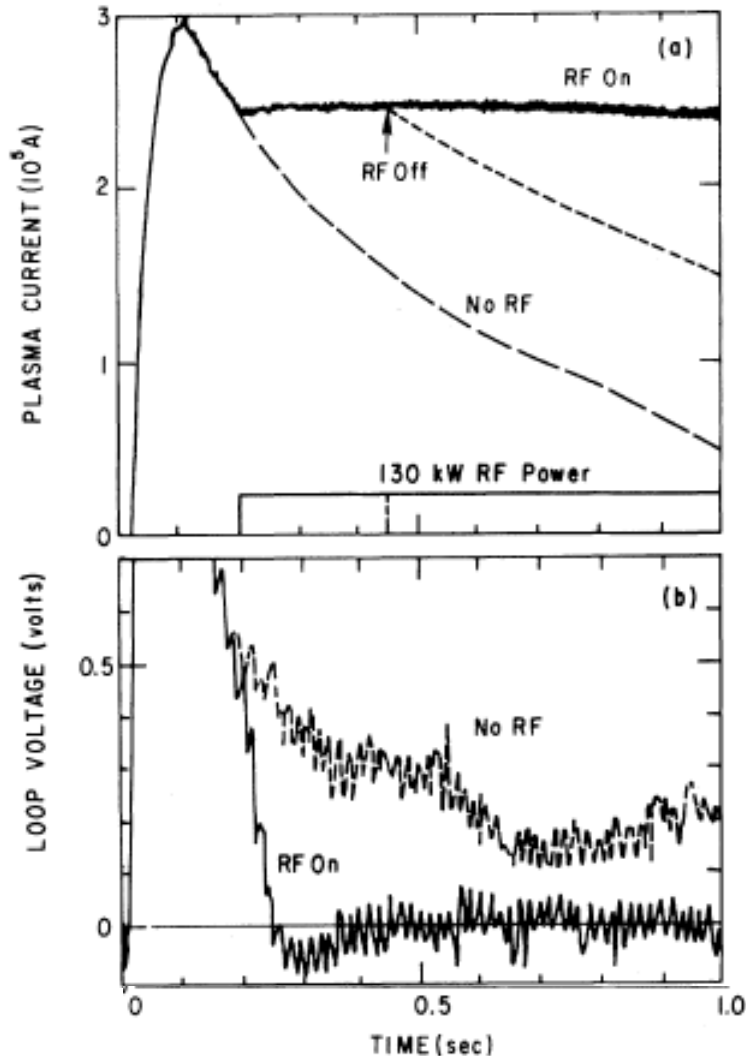 3
2
1
0
PLASMA CURRENT (10⁵A)
(a)
RF On
RF Off
No RF
130 kW RF Power
LOOP VOLTAGE (volts)
0.5
0
(b)
No RF
RF On
0
0.5
1.0
TIME (sec)